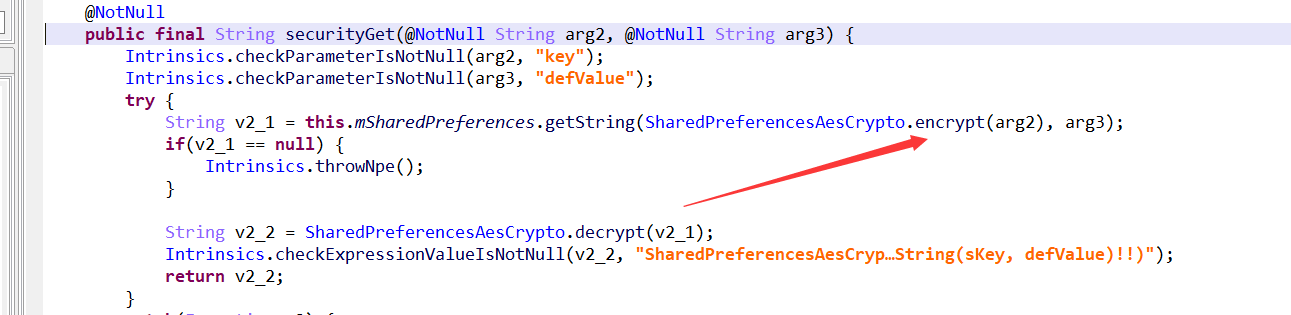 @NotNull
public final String securityGet(@NotNull String arg2, @NotNull String arg3) {
Intrinsics.checkParameterIsNotNull(arg2, "key");
Intrinsics.checkParameterIsNotNull(arg3, "defValue");
try {
String v2_1 = this.mSharedPreferences.getString(SharedPreferencesAesCrypto.encrypt(arg2), arg3);
if(v2_1 == null) {
Intrinsics.throwNpe();
}
String v2_2 = SharedPreferencesAesCrypto.decrypt(v2_1);
Intrinsics.checkExpressionValueIsNotNull(v2_2, "SharedPreferencesAesCryp…String(sKey, defValue)!!)");
return v2_2;
}